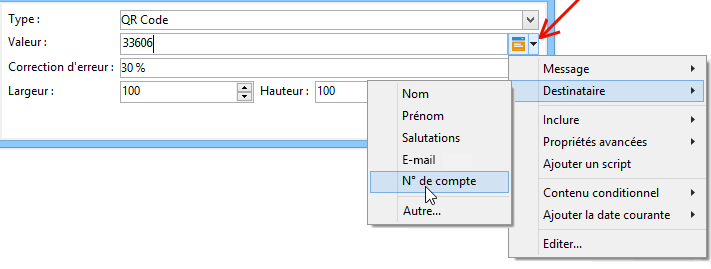 Type : QR Code
Valeur : 33606
Correction d'erreur : 30 %
Largeur : 100 Hauteur : 100
Message
Destinataire
Inclure
Propriétés avancées
Ajouter un script
Contenu conditionnel
Ajouter la date courante
Editer...
Nom
Prénom
Salutations
E-mail
N° de compte
Autre...